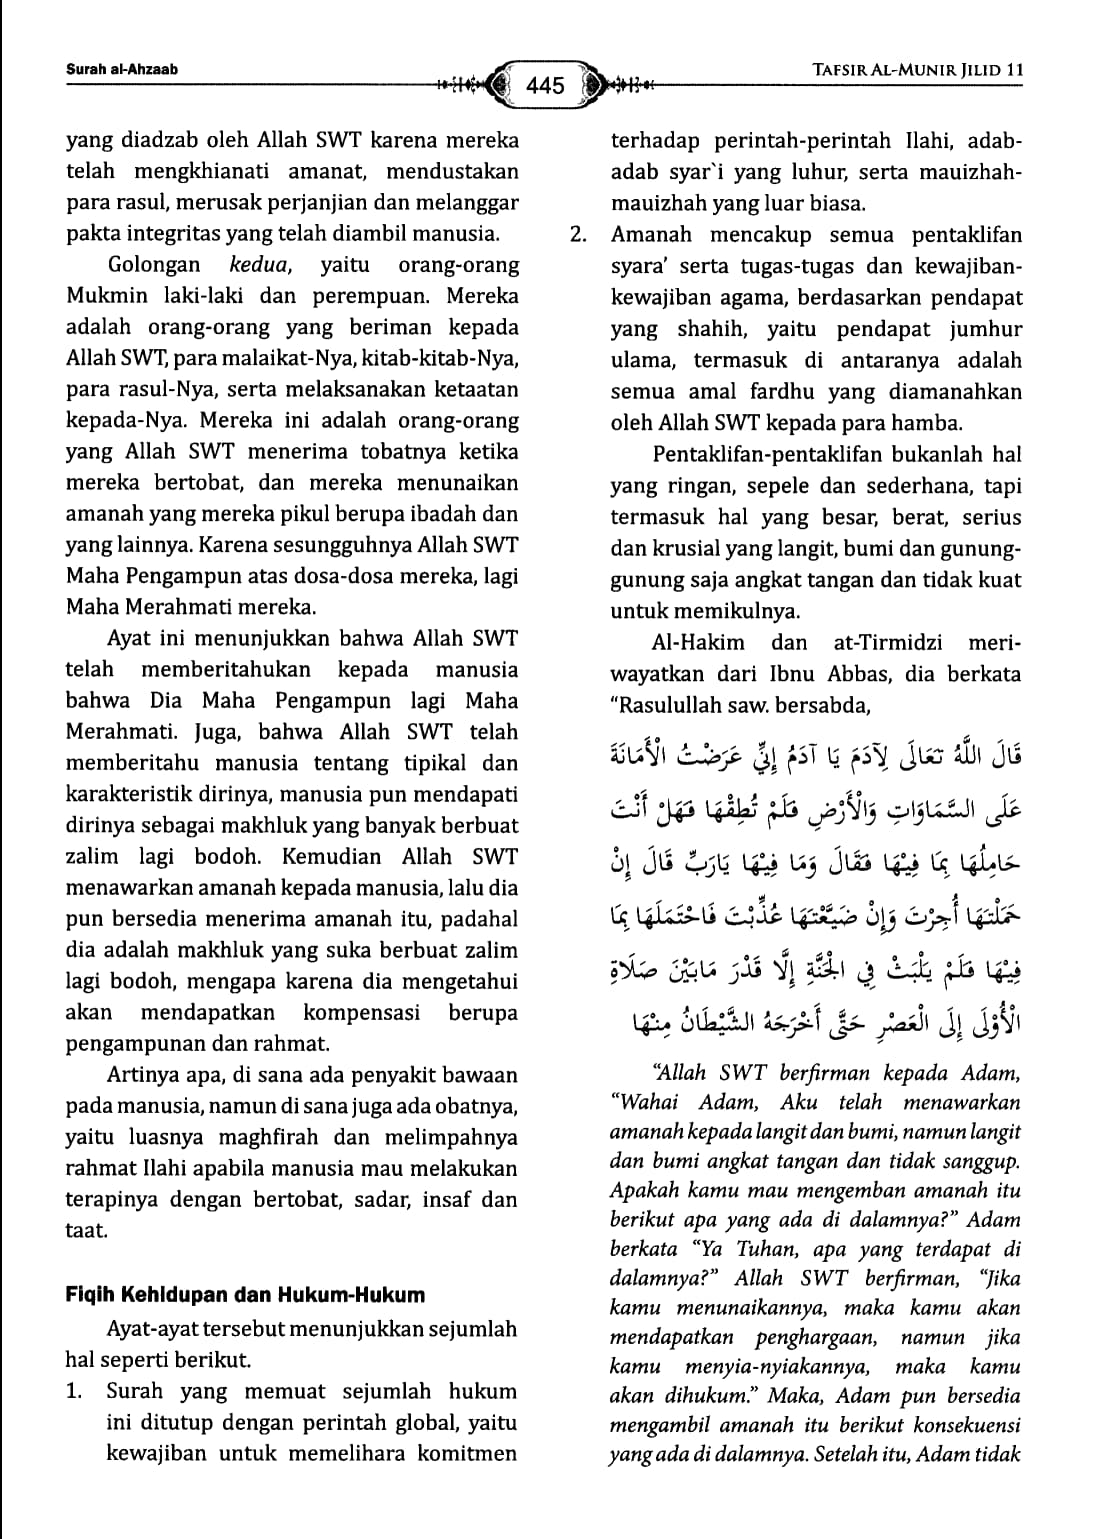 Surah al-Ahzaab
445
TAFSIR AL-MUNIR JILID 11
yang diadzab oleh Allah SWT karena mereka
telah mengkhianati amanat, mendustakan
para rasul, merusak perjanjian dan melanggar
pakta integritas yang telah diambil manusia.
Golongan kedua, yaitu orang-orang
Mukmin laki-laki dan perempuan. Mereka
adalah orang-orang yang beriman kepada
Allah SWT, para malaikat-Nya, kitab-kitab-Nya,
para rasul-Nya, serta melaksanakan ketaatan
kepada-Nya. Mereka ini adalah orang-orang
yang Allah SWT menerima tobatnya ketika
mereka bertobat, dan mereka menunaikan
amanah yang mereka pikul berupa ibadah dan
yang lainnya. Karena sesungguhnya Allah SWT
Maha Pengampun atas dosa-dosa mereka, lagi
Maha Merahmati mereka.
Ayat ini menunjukkan bahwa Allah SWT
telah memberitahukan kepada manusia
bahwa Dia Maha Pengampun lagi Maha
Merahmati. Juga, bahwa Allah SWT telah
memberitahu manusia tentang tipikal dan
karakteristik dirinya, manusia pun mendapati
dirinya sebagai makhluk yang banyak berbuat
zalim lagi bodoh. Kemudian Allah SWT
menawarkan amanah kepada manusia, lalu dia
pun bersedia menerima amanah itu, padahal
dia adalah makhluk yang suka berbuat zalim
lagi bodoh, mengapa karena dia mengetahui
akan mendapatkan kompensasi berupa
pengampunan dan rahmat.
Artinya apa, di sana ada penyakit bawaan
pada manusia, namun di sana juga ada obatnya,
yaitu luasnya maghfirah dan melimpahnya
rahmat Ilahi apabila manusia mau melakukan
terapinya dengan bertobat, sadar, insaf dan
taat.
Fiqih Kehidupan dan Hukum-Hukum
Ayat-ayat tersebut menunjukkan sejumlah
hal seperti berikut.
1. Surah yang memuat sejumlah hukum
ini ditutup dengan perintah global, yaitu
kewajiban untuk memelihara komitmen
terhadap perintah-perintah Ilahi, adab-
adab syar`i yang luhur, serta mauizhah-
mauizhah yang luar biasa.
2. Amanah mencakup semua pentaklifan
syara’ serta tugas-tugas dan kewajiban-
kewajiban agama, berdasarkan pendapat
yang shahih, yaitu pendapat jumhur
ulama, termasuk di antaranya adalah
semua amal fardhu yang diamanahkan
oleh Allah SWT kepada para hamba.
Pentaklifan-pentaklifan bukanlah hal
yang ringan, sepele dan sederhana, tapi
termasuk hal yang besar, berat, serius
dan krusial yang langit, bumi dan gunung-
gunung saja angkat tangan dan tidak kuat
untuk memikulnya.
Al-Hakim dan at-Tirmidzi meri-
wayatkan dari Ibnu Abbas, dia berkata
“Rasulullah saw. bersabda,
قَالَ اللَّهُ تَعَالَى لِآدَمَ يَا آدَمُ إِنِّي عَرَضْتُ الْأَمَانَةَ
عَلَى السَّمَاوَاتِ وَالْأَرْضِ فَلَمْ تُطِقْهَا فَهَلْ أَنْتَ
حَامِلُهَا بِمَا فِيْهَا فَقَالَ وَمَا فِيْهَا يَارَبِّ قَالَ إِنْ
حَمَلْتَهَا أُجِرْتَ وَإِنْ ضَيَّعْتَهَا عُذِّبْتَ فَاحْتَمَلَهَا بِمَا
فِيْهَا فَلَمْ يَلْبَثْ فِي الْجَنَّةِ إِلَّا قَدْرَ مَابَيْنَ صَلَاةِ
الْأُوْلَى إِلَى الْعَصْرِ حَتَّى أَخْرَجَهُ الشَّيْطَانُ مِنْهَا
“Allah SWT berfirman kepada Adam,
“Wahai Adam, Aku telah menawarkan
amanah kepada langit dan bumi, namun langit
dan bumi angkat tangan dan tidak sanggup.
Apakah kamu mau mengemban amanah itu
berikut apa yang ada di dalamnya?” Adam
berkata “Ya Tuhan, apa yang terdapat di
dalamnya?” Allah SWT berfirman, “Jika
kamu menunaikannya, maka kamu akan
mendapatkan penghargaan, namun jika
kamu menyia-nyiakannya, maka kamu
akan dihukum.” Maka, Adam pun bersedia
mengambil amanah itu berikut konsekuensi
yang ada di dalamnya. Setelah itu, Adam tidak